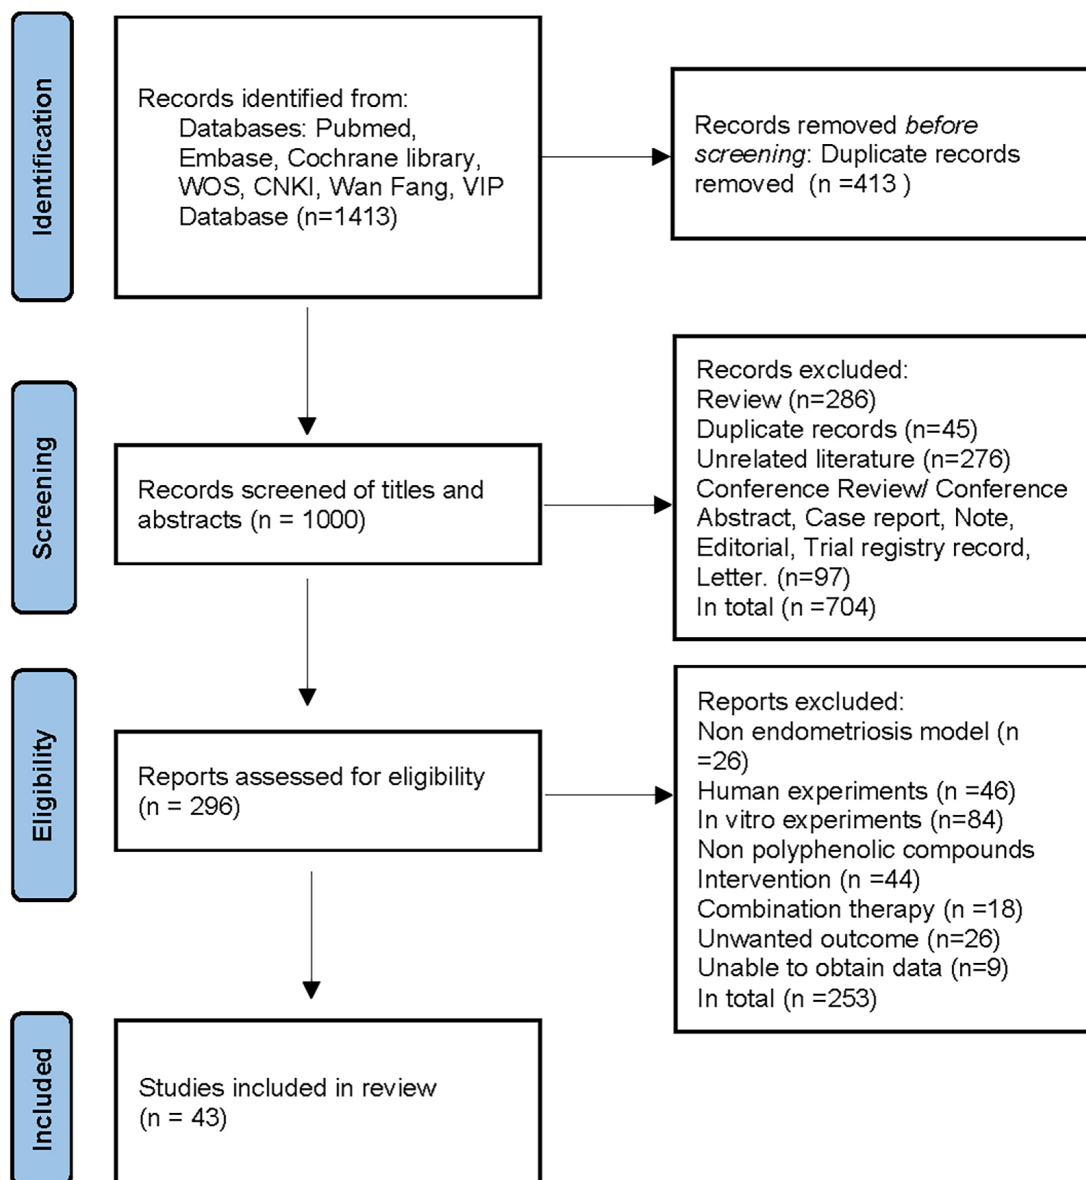 Identification
Records identified from:
Databases: Pubmed,
Embase, Cochrane library,
WOS, CNKI, Wan Fang, VIP
Database (n=1413)
Records removed before
screening: Duplicate records
removed (n =413 )
Screening
Records screened of titles and
abstracts (n = 1000)
Records excluded:
Review (n=286)
Duplicate records (n=45)
Unrelated literature (n=276)
Conference Review/ Conference
Abstract, Case report, Note,
Editorial, Trial registry record,
Letter. (n=97)
In total (n =704)
Eligibility
Reports assessed for eligibility
(n = 296)
Reports excluded:
Non endometriosis model (n
=26)
Human experiments (n =46)
In vitro experiments (n=84)
Non polyphenolic compounds
Intervention (n =44)
Combination therapy (n =18)
Unwanted outcome (n=26)
Unable to obtain data (n=9)
In total (n =253)
Included
Studies included in review
(n = 43)